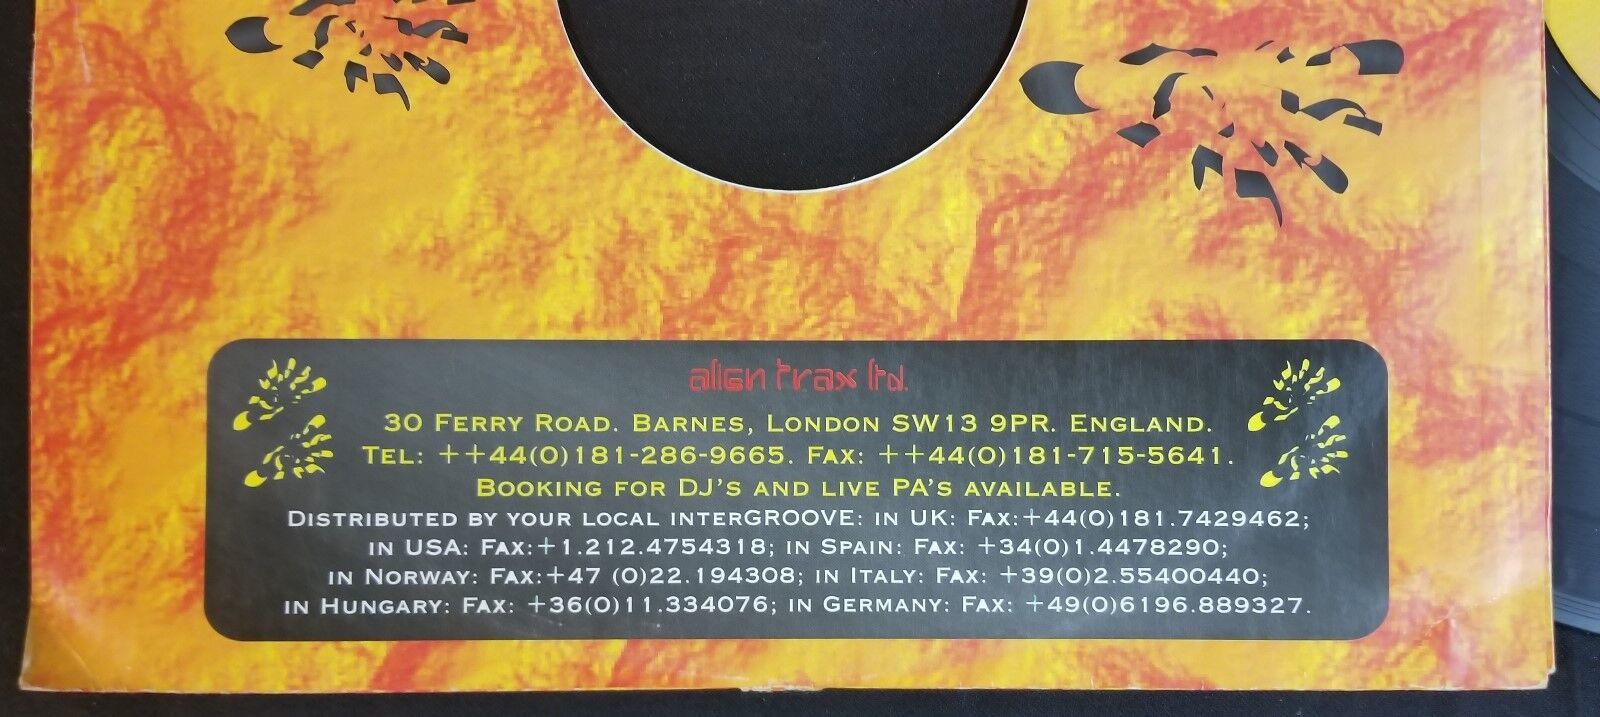 alien trax ltd.
30 Ferry Road. Barnes, London SW13 9PR. England.
Tel: ++44(0)181-286-9665. Fax: ++44(0)181-715-5641.
Booking for DJ's and live PA's available.
Distributed by your local interGROOVE: in UK: Fax:+44(0)181.7429462;
in USA: Fax:+1.212.4754318; in Spain: Fax: +34(0)1.4478290;
in Norway: Fax:+47 (0)22.194308; in Italy: Fax: +39(0)2.55400440;
in Hungary: Fax: +36(0)11.334076; in Germany: Fax: +49(0)6196.889327.